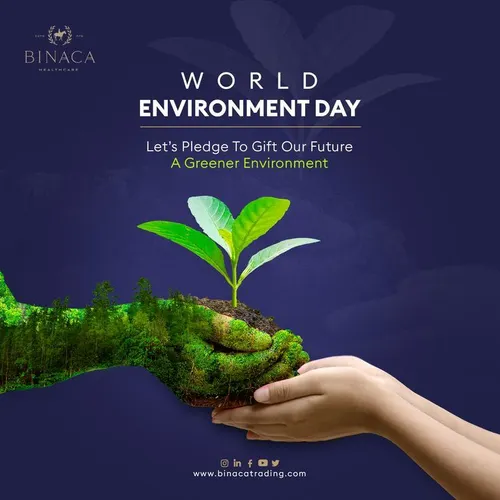 BINACA
HEALTHCARE
WORLD
ENVIRONMENT DAY
Let's Pledge To Gift Our Future
A Greener Environment
www.binacatrading.com